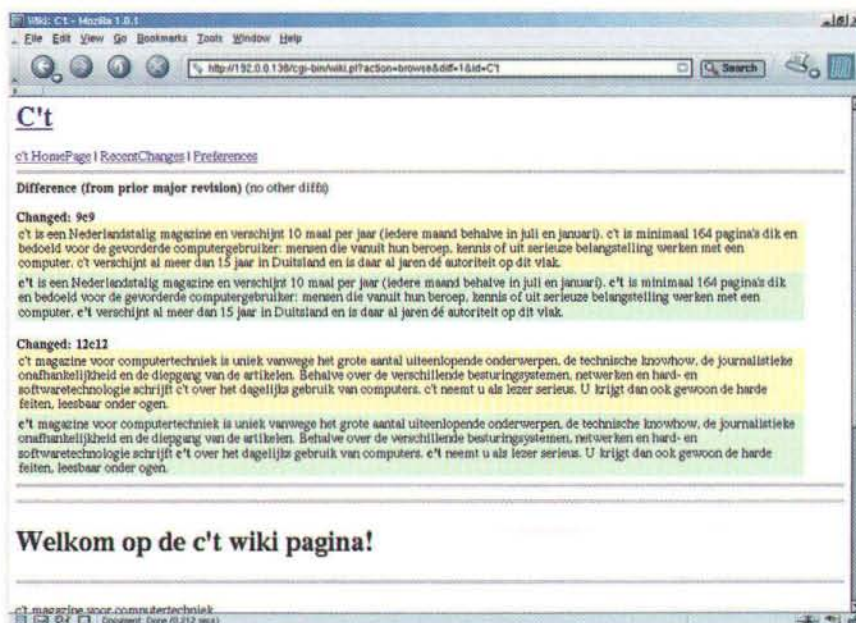 Wiki: C't - Mozilla 1.0.1
File Edit View Go Bookmarks Tools Window Help
http://192.0.0.136/cgi-bin/wiki.pl?action=browse&diff=1&id=C't Search
C't
c't HomePage | RecentChanges | Preferences
Difference (from prior major revision) (no other diffs)
Changed: 9c9
c't is een Nederlandstalig magazine en verschijnt 10 maal per jaar (iedere maand behalve in juli en januari). c't is minimaal 164 pagina's dik en
bedoeld voor de gevorderde computergebruiker: mensen die vanuit hun beroep, kennis of uit serieuze belangstelling werken met een
computer. c't verschijnt al meer dan 15 jaar in Duitsland en is daar al jaren dé autoriteit op dit vlak.
c't is een Nederlandstalig magazine en verschijnt 10 maal per jaar (iedere maand behalve in juli en januari). c't is minimaal 164 pagina's dik
en bedoeld voor de gevorderde computergebruiker: mensen die vanuit hun beroep, kennis of uit serieuze belangstelling werken met een
computer. c't verschijnt al meer dan 15 jaar in Duitsland en is daar al jaren dé autoriteit op dit vlak.
Changed: 12c12
c't magazine voor computertechniek is uniek vanwege het grote aantal uiteenlopende onderwerpen, de technische knowhow, de journalistieke
onafhankelijkheid en de diepgang van de artikelen. Behalve over de verschillende besturingsystemen, netwerken en hard- en
softwaretechnologie schrijft c't over het dagelijks gebruik van computers. c't neemt u als lezer serieus. U krijgt dan ook gewoon de harde
feiten, leesbaar onder ogen.
c't magazine voor computertechniek is uniek vanwege het grote aantal uiteenlopende onderwerpen, de technische knowhow, de journalistieke
onafhankelijkheid en de diepgang van de artikelen. Behalve over de verschillende besturingsystemen, netwerken en hard- en
softwaretechnologie schrijft c't over het dagelijks gebruik van computers. c't neemt u als lezer serieus. U krijgt dan ook gewoon de harde
feiten, leesbaar onder ogen.
Welkom op de c't wiki pagina!
c't magazine voor computertechniek
Document: Done (0.212 secs)